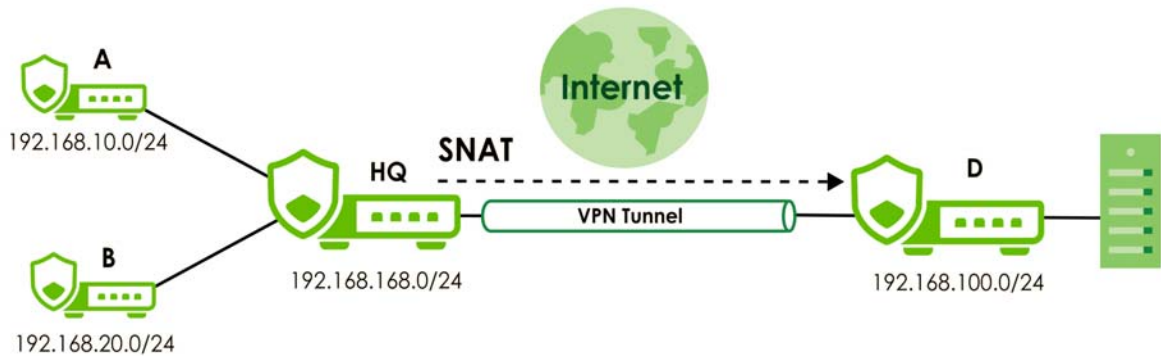 Internet
A
192.168.10.0/24
SNAT
HQ
D
VPN Tunnel
192.168.168.0/24
192.168.100.0/24
B
192.168.20.0/24